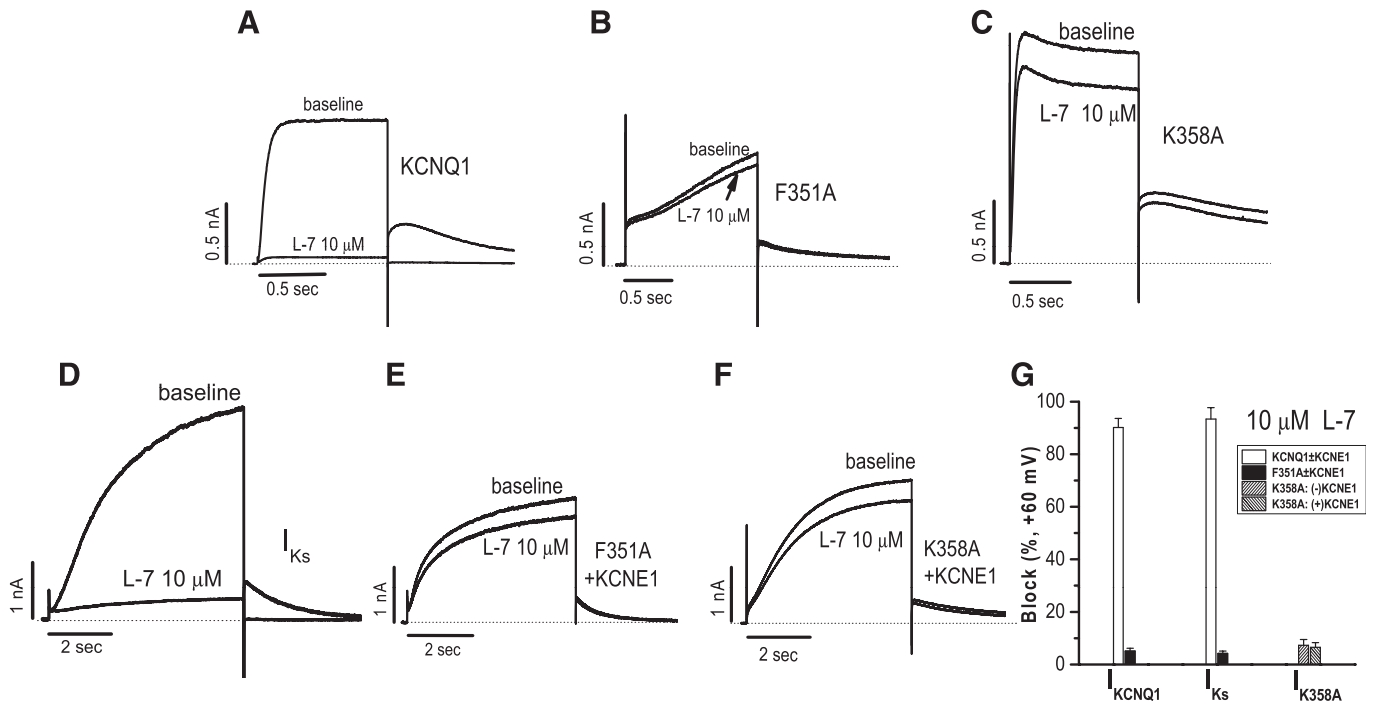 A
baseline
KCNQ1
L-7 10 μM
0.5 nA
0.5 sec
B
baseline
F351A
L-7 10 μM
0.5 nA
0.5 sec
C
baseline
L-7 10 μM
K358A
0.5 nA
0.5 sec
D
baseline
I Ks
L-7 10 μM
1 nA
2 sec
E
baseline
L-7 10 μM
F351A
+KCNE1
1 nA
2 sec
F
baseline
L-7 10 μM
K358A
+KCNE1
1 nA
2 sec
G
10 μM L-7
KCNQ1±KCNE1
F351A±KCNE1
K358A: (-)KCNE1
K358A: (+)KCNE1
Block (%, +60 mV)
100
80
60
40
20
0
I KCNQ1
I Ks
I K358A